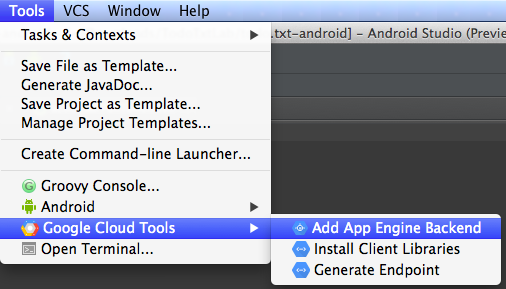 Tools VCS Window Help
.txt-android] – Android Studio (Previe
Tasks & Contexts
Save File as Template...
Generate JavaDoc...
Save Project as Template...
Manage Project Templates...
Create Command-line Launcher...
Groovy Console...
Android
Google Cloud Tools
Open Terminal...
Add App Engine Backend
Install Client Libraries
Generate Endpoint